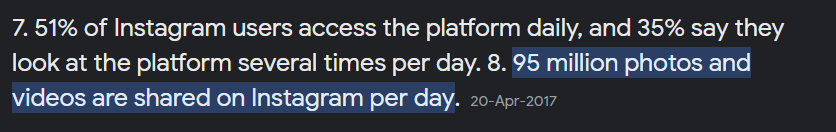 7. 51% of Instagram users access the platform daily, and 35% say they
look at the platform several times per day. 8. 95 million photos and
videos are shared on Instagram per day. 20-Apr-2017